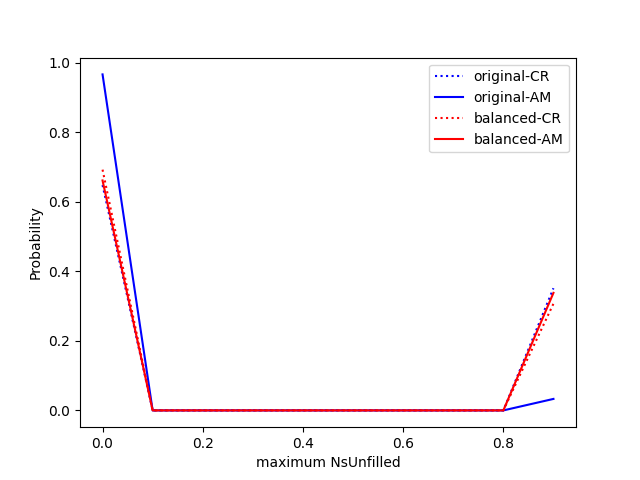 original-CR
original-AM
balanced-CR
balanced-AM
1.0
0.8
0.6
0.4
0.2
0.0
Probability
0.0 0.2 0.4 0.6 0.8
maximum NsUnfilled